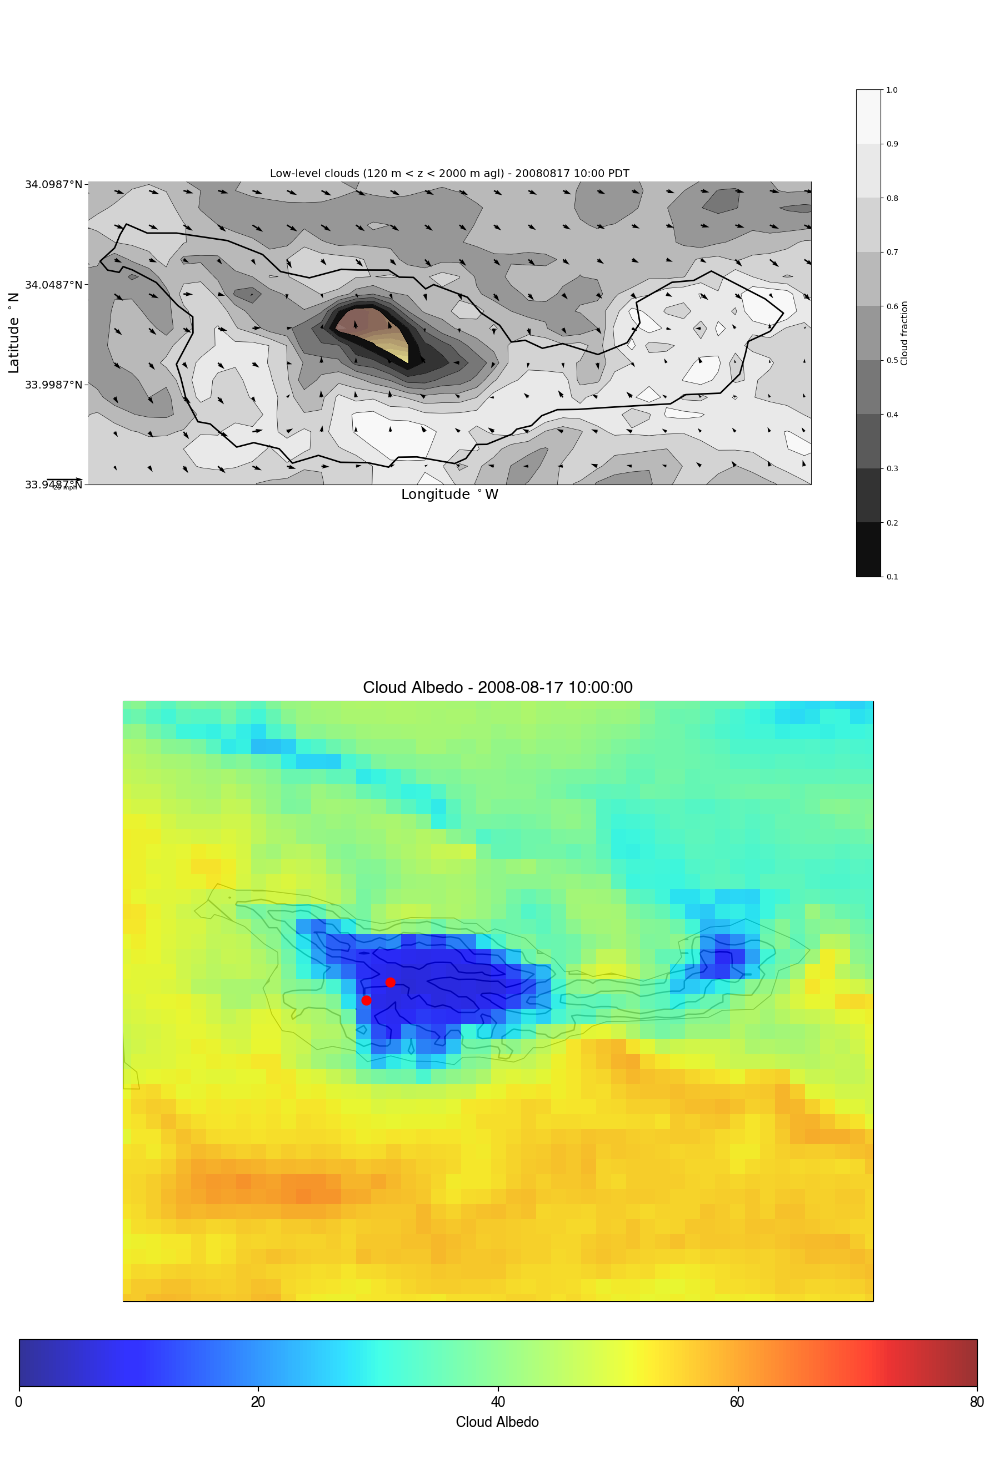 Low-level clouds (120 m < z < 2000 m agl) - 20080817 10:00 PDT
34.0987°N
34.0487°N
33.9987°N
33.9487°N
Latitude °N
Longitude °W
1.0
0.9
0.8
0.7
0.6
0.5
0.4
0.3
0.2
0.1
Cloud fraction
Cloud Albedo - 2008-08-17 10:00:00
0 20 40 60 80
Cloud Albedo